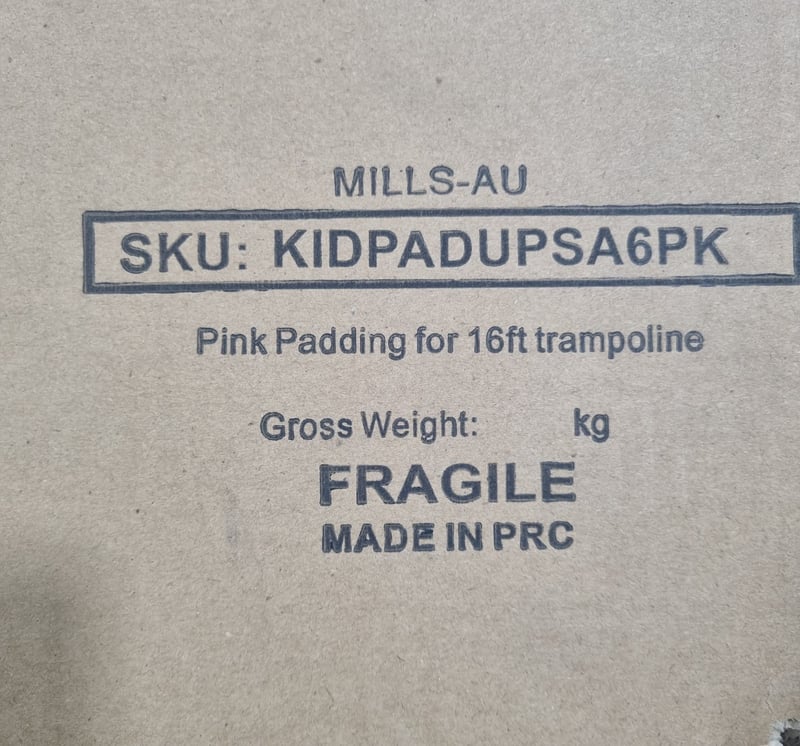 MILLS-AU
SKU: KIDPADUPSA6PK
Pink Padding for 16ft trampoline
Gross Weight: kg
FRAGILE
MADE IN PRC